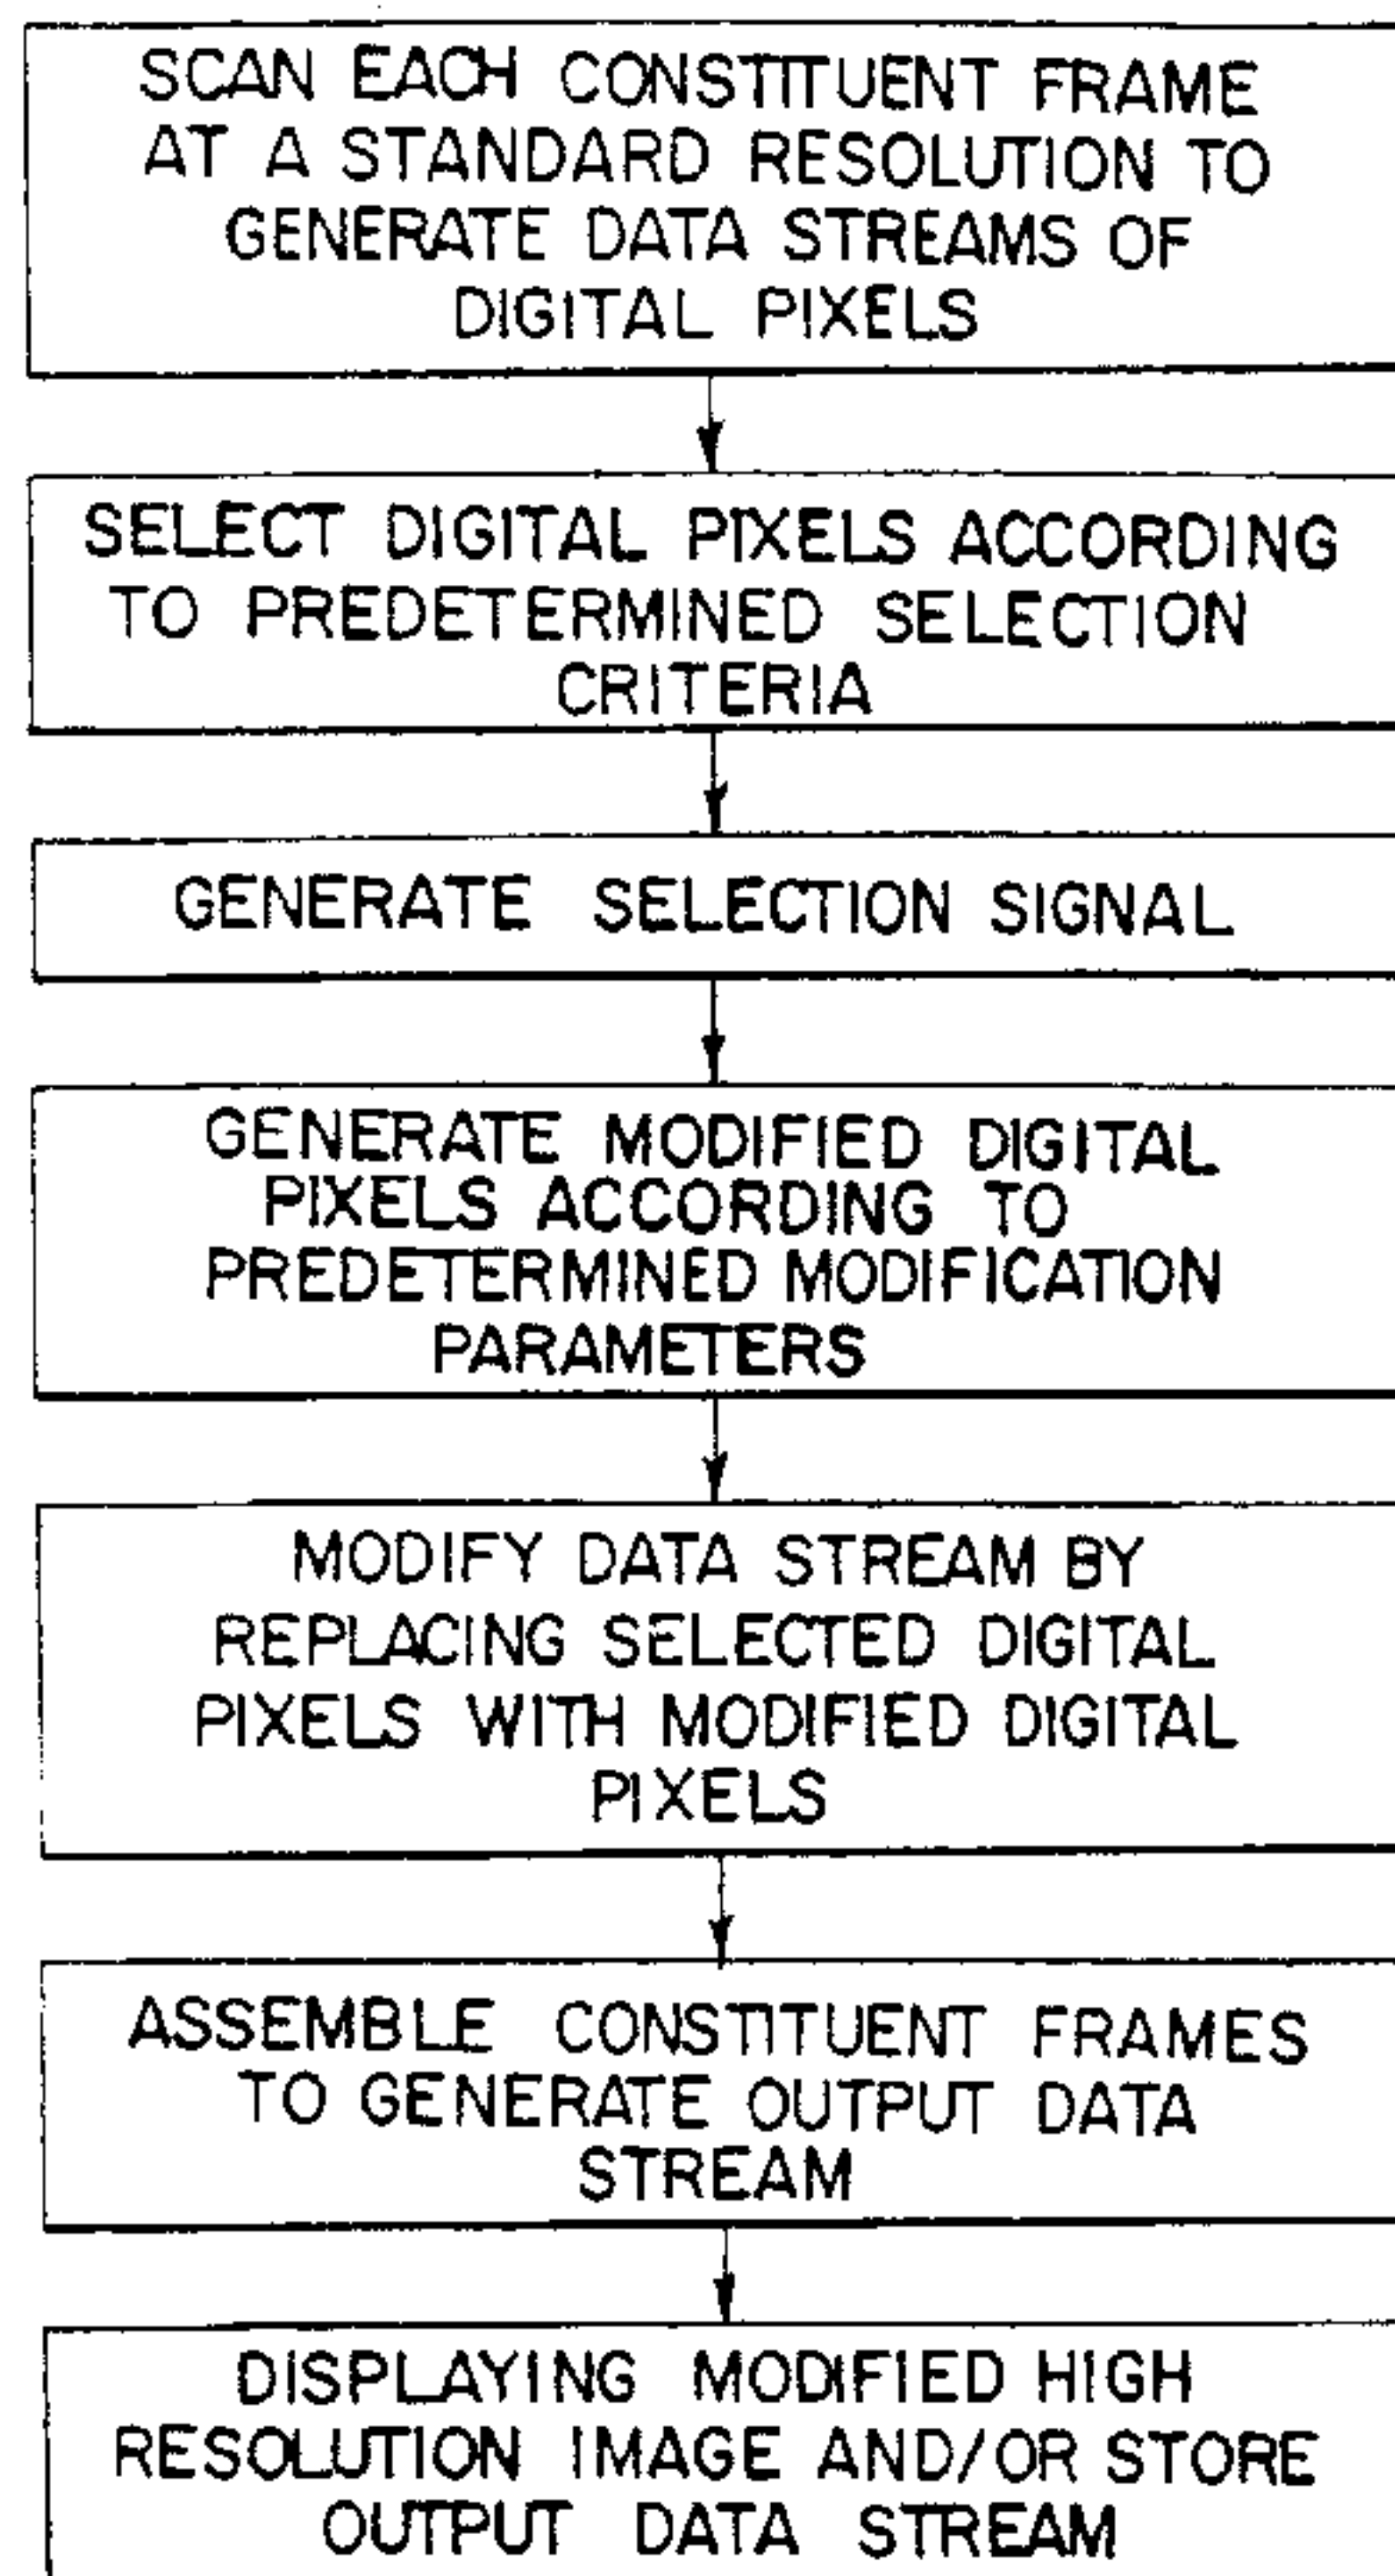 SCAN EACH CONSTITUENT FRAME
AT A STANDARD RESOLUTION TO
GENERATE DATA STREAMS OF
DIGITAL PIXELS
SELECT DIGITAL PIXELS ACCORDING
TO PREDETERMINED SELECTION
CRITERIA
GENERATE SELECTION SIGNAL
GENERATE MODIFIED DIGITAL
PIXELS ACCORDING TO
PREDETERMINED MODIFICATION
PARAMETERS
MODIFY DATA STREAM BY
REPLACING SELECTED DIGITAL
PIXELS WITH MODIFIED DIGITAL
PIXELS
ASSEMBLE CONSTITUENT FRAMES
TO GENERATE OUTPUT DATA
STREAM
DISPLAYING MODIFIED HIGH
RESOLUTION IMAGE AND/OR STORE
OUTPUT DATA STREAM